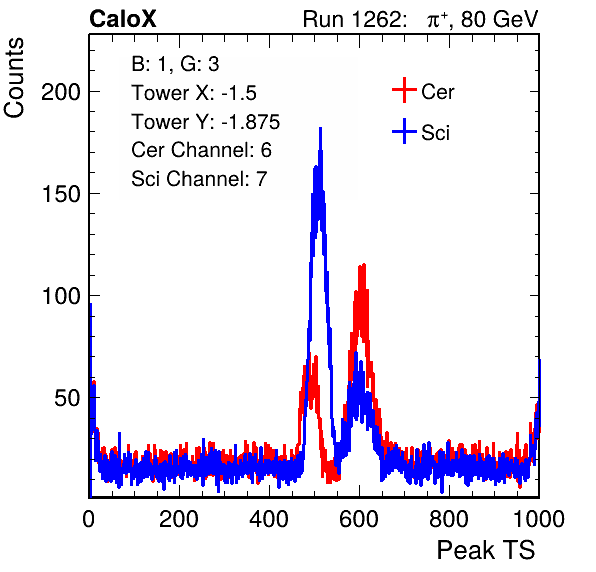 CaloX Run 1262: π⁺, 80 GeV
Counts
B: 1, G: 3
Tower X: -1.5
Tower Y: -1.875
Cer Channel: 6
Sci Channel: 7
Cer
Sci
200
150
100
50
0 200 400 600 800 1000
Peak TS